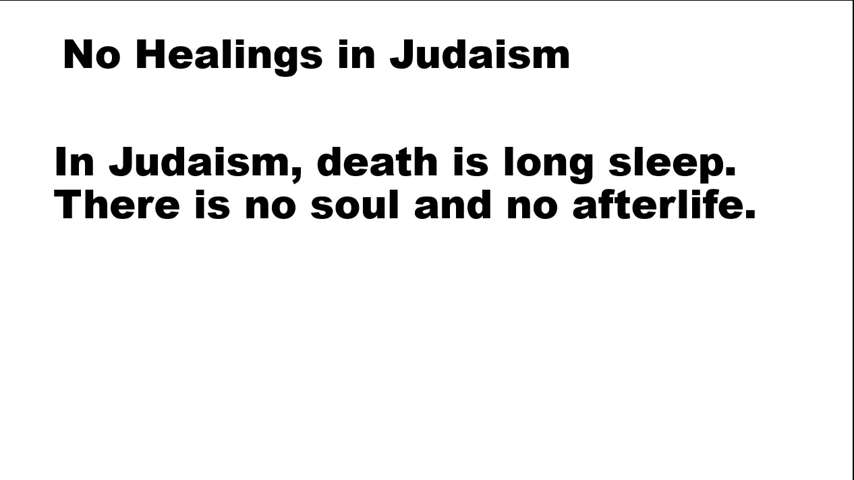 No Healings in Judaism
In Judaism, death is long sleep.
There is no soul and no afterlife.